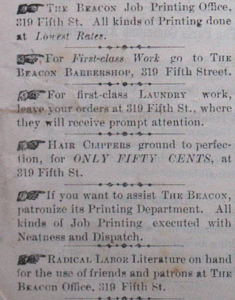 ☛ THE BEACON Job Printing Office,
319 Fifth St. All kinds of Printing done
at Lowest Rates.
☛ For First-class Work go to THE
BEACON BARBERSHOP, 319 Fifth Street.
☛ For first-class LAUNDRY work,
leave your orders at 319 Fifth St., where
they will receive prompt attention.
☛ HAIR CLIPPERS ground to perfec-
tion, for ONLY FIFTY CENTS, at
319 Fifth St.
☛ If you want to assist THE BEACON,
patronize its Printing Department. All
kinds of Job Printing executed with
Neatness and Dispatch.
☛ RADICAL LABOR Literature on hand
for the use of friends and patrons at THE
BEACON OFFICE, 319 Fifth St.